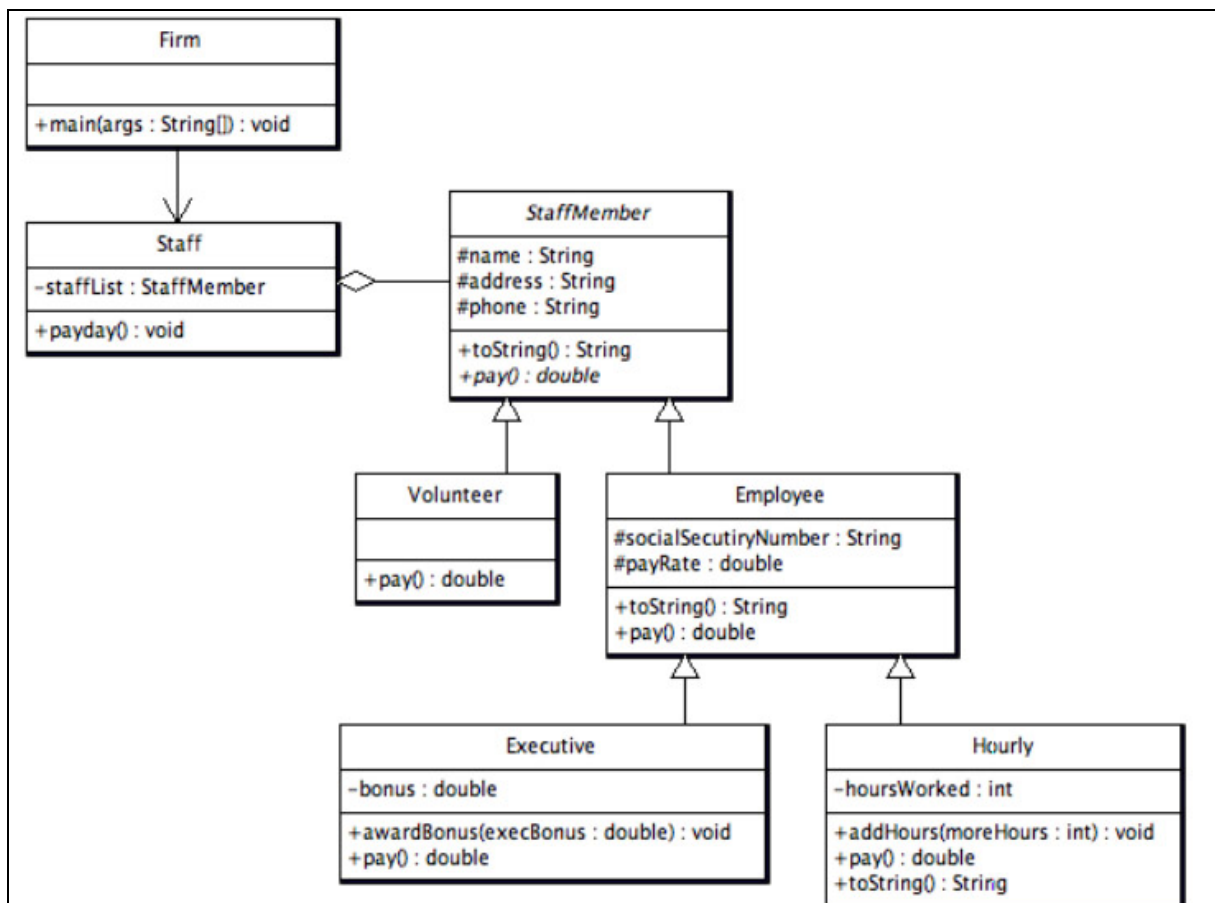 Firm
+main(args : String[]) : void
Staff
-staffList : StaffMember
+payday() : void
StaffMember
#name : String
#address : String
#phone : String
+toString() : String
+pay() : double
Volunteer
+pay() : double
Employee
#socialSecutiryNumber : String
#payRate : double
+toString() : String
+pay() : double
Executive
-bonus : double
+awardBonus(execBonus : double) : void
+pay() : double
Hourly
-hoursWorked : int
+addHours(moreHours : int) : void
+pay() : double
+toString() : String